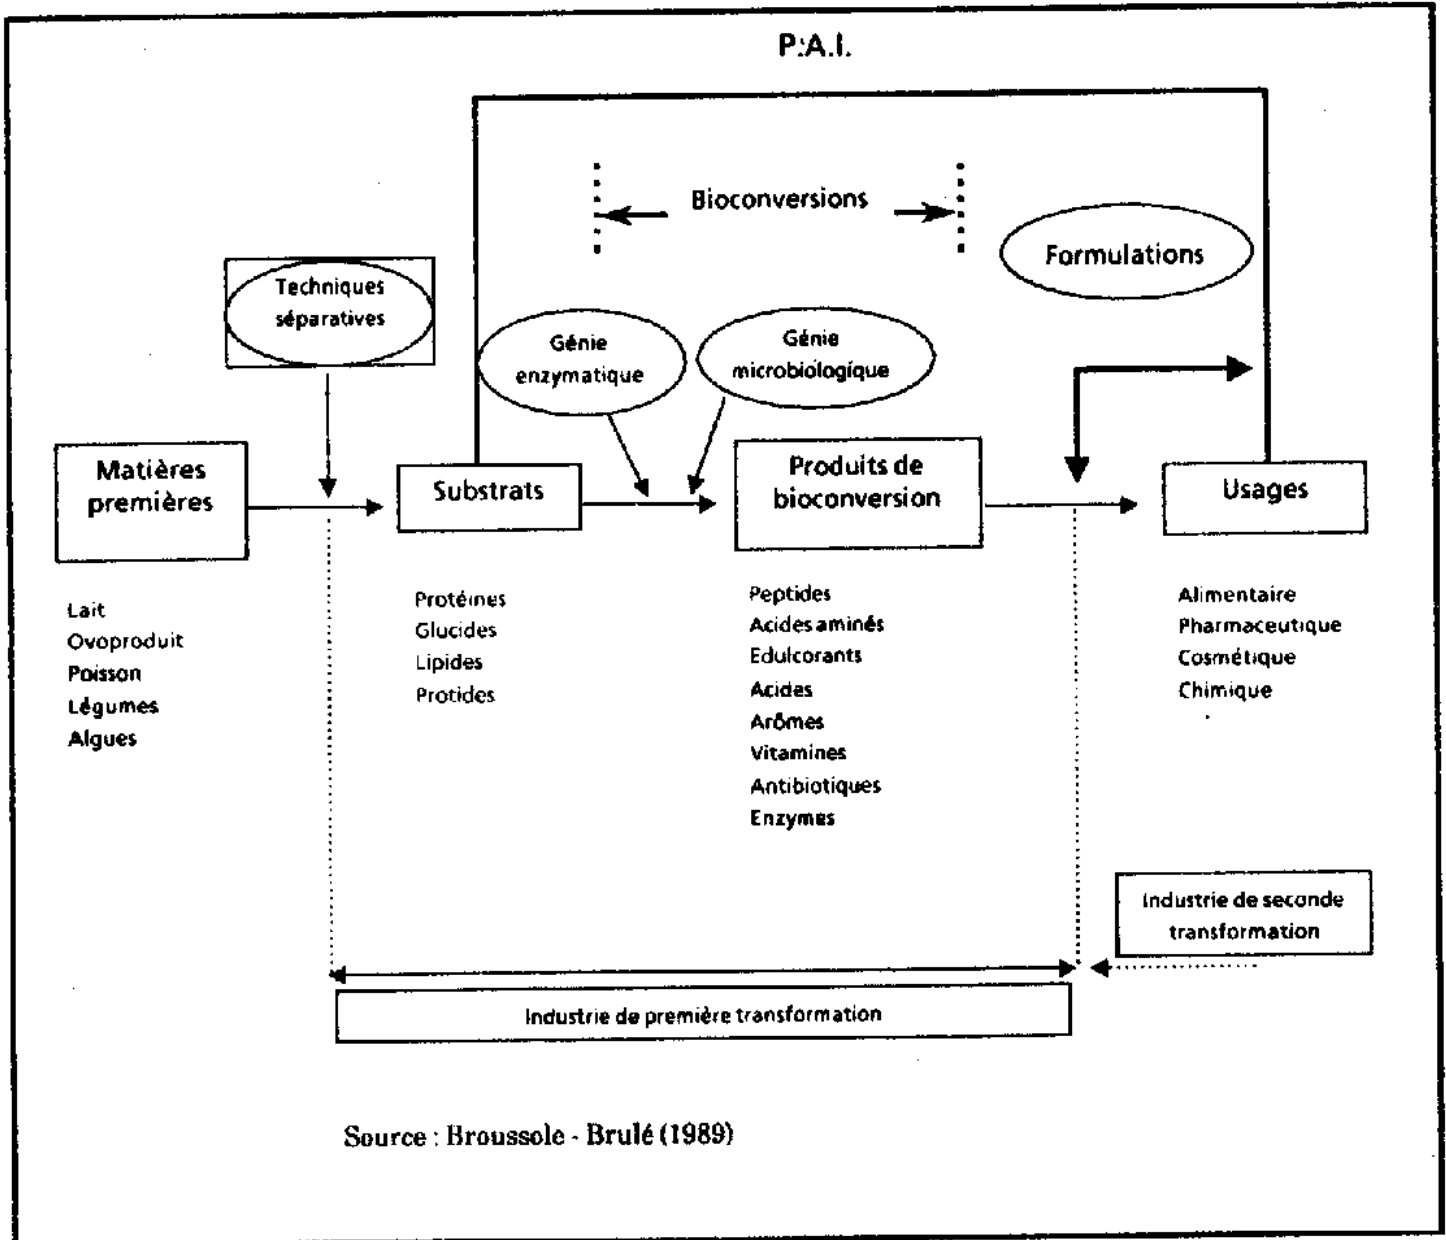 P.A.I.
Bioconversions
Formulations
Techniques
séparatives
Génie
enzymatique
Génie
microbiologique
Matières
premières
Substrats
Produits de
bioconversion
Usages
Lait
Ovoproduit
Poisson
Légumes
Algues
Protéines
Glucides
Lipides
Protides
Peptides
Acides aminés
Edulcorants
Acides
Arômes
Vitamines
Antibiotiques
Enzymes
Alimentaire
Pharmaceutique
Cosmétique
Chimique
Industrie de seconde
transformation
Industrie de première transformation
Source : Broussole - Brulé (1989)